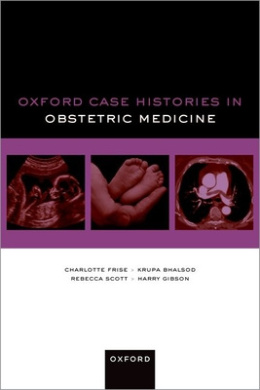 OXFORD CASE HISTORIES IN
OBSTETRIC MEDICINE
CHARLOTTE FRISE • KRUPA BHALSOD
REBECCA SCOTT • HARRY GIBSON
OXFORD